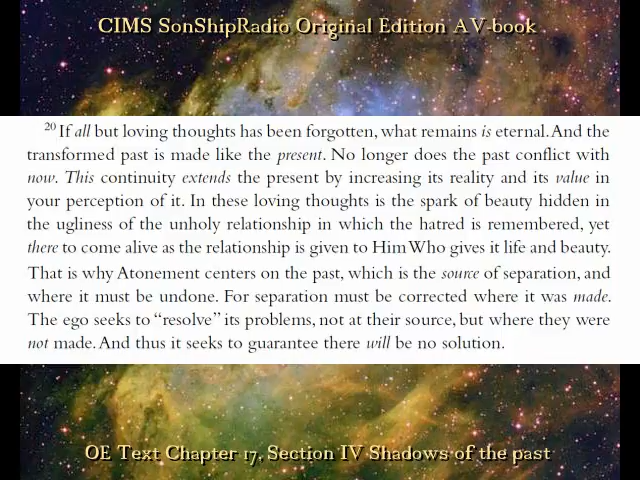 CIMS SonShipRadio Original Edition AV-book
20 If all but loving thoughts has been forgotten, what remains is eternal. And the
transformed past is made like the present. No longer does the past conflict with
now. This continuity extends the present by increasing its reality and its value in
your perception of it. In these loving thoughts is the spark of beauty hidden in
the ugliness of the unholy relationship in which the hatred is remembered, yet
there to come alive as the relationship is given to Him Who gives it life and beauty.
That is why Atonement centers on the past, which is the source of separation, and
where it must be undone. For separation must be corrected where it was made.
The ego seeks to “resolve” its problems, not at their source, but where they were
not made. And thus it seeks to guarantee there will be no solution.
OE Text Chapter 17, Section IV Shadows of the past